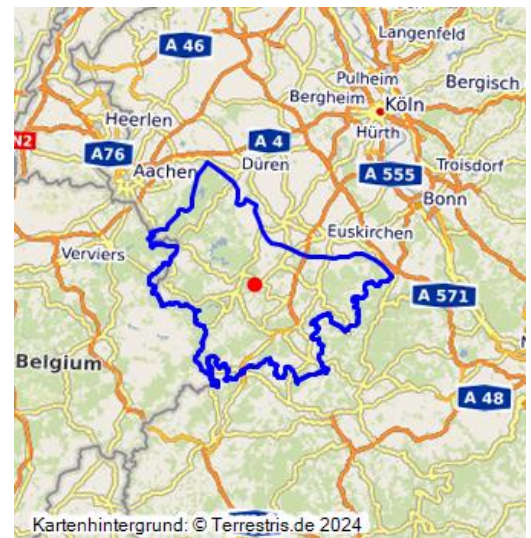 A 46
Langenfeld
Pulheim
Bergheim
Köln
Bergisch
Heerlen
Hürth
N2
A76
A 4
Aachen
Düren
A 555
Troisdorf
Bonn
Euskirchen
Verviers
A 571
Belgium
A 48
Kartenhintergrund: © Terrestris.de 2024